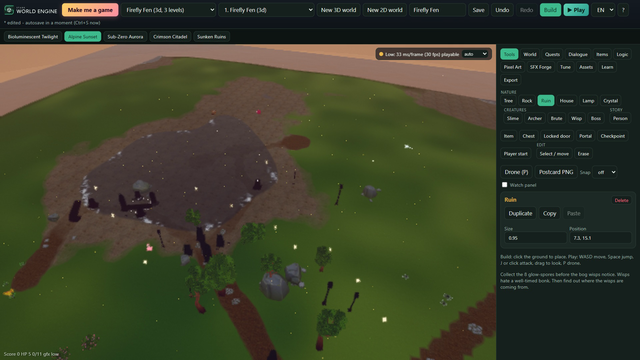 WORLD ENGINE
Make me a game
Firefly Fen (3d, 3 levels)
1. Firefly Fen (3d)
New 3D world
New 2D world
Firefly Fen
Save
Undo
Redo
Build
Play
EN
?
* edited - autosave in a moment (Ctrl+S now)
Bioluminescent Twilight
Alpine Sunset
Sub-Zero Aurora
Crimson Citadel
Sunken Ruins
Low: 33 ms/frame (30 fps) playable
auto
Tools
World
Quests
Dialogue
Items
Logic
Pixel Art
SFX Forge
Tune
Assets
Learn
Export
NATURE
Tree
Rock
Ruin
House
Lamp
Crystal
CREATURES
STORY
Slime
Archer
Brute
Wisp
Boss
Person
Item
Chest
Locked door
Portal
Checkpoint
EDIT
Player start
Select / move
Erase
Drone (P)
Postcard PNG
Snap
off
Watch panel
Ruin
Delete
Duplicate
Copy
Paste
Size
Position
0.95
7.3, 15.1
Build: click the ground to place. Play: WASD move, Space jump,
J or click attack, drag to look, P drone.
Collect the 8 glow-spores before the bog wisps notice. Wisps
hate a well-timed bonk. Then find out where the wisps are
coming from.
Score 0 HP 5 0/11 gfx low